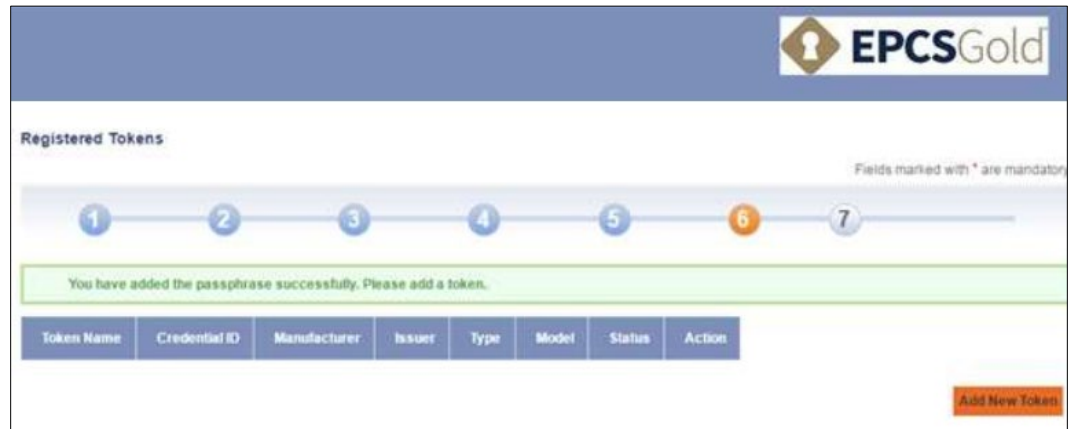 EPCSGold
Registered Tokens
Fields marked with * are mandatory
1 2 3 4 5 6 7
You have added the passphrase successfully. Please add a token.
Token Name Credential ID Manufacturer Issuer Type Model Status Action
Add New Token